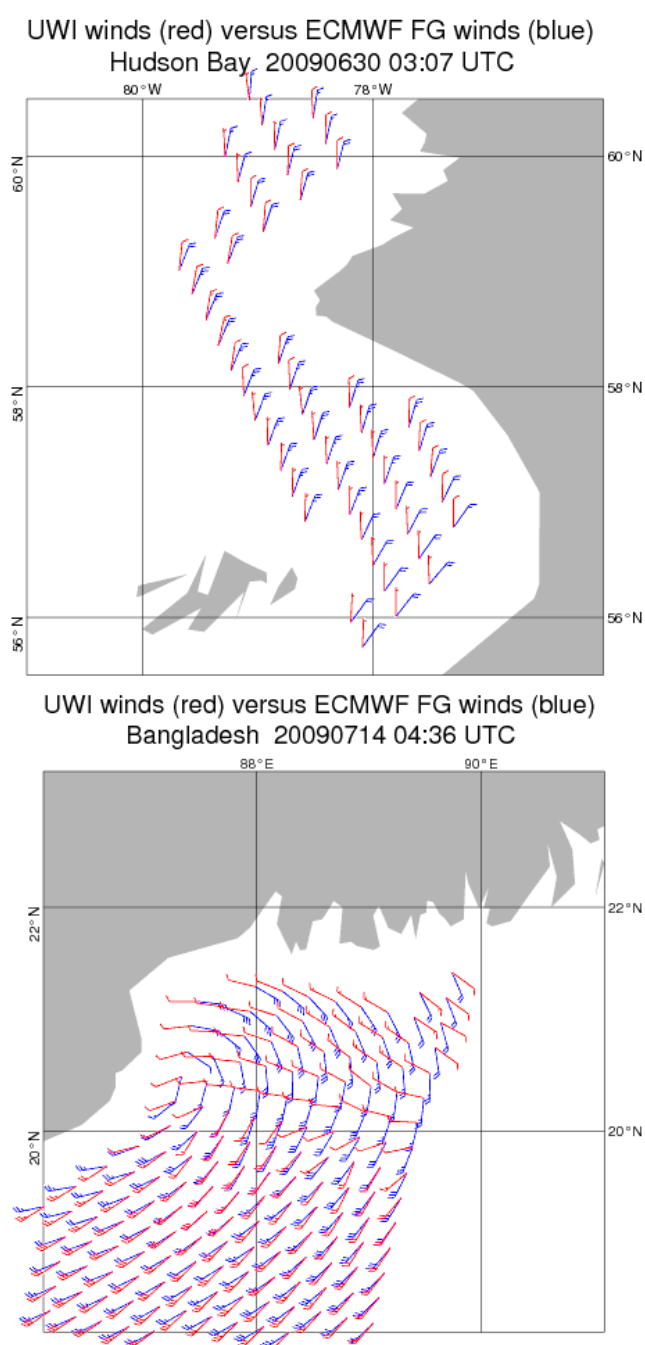 UWI winds (red) versus ECMWF FG winds (blue)
Hudson Bay 20090630 03:07 UTC
80°W 78°W
60°N 60°N
58°N 58°N
56°N 56°N
UWI winds (red) versus ECMWF FG winds (blue)
Bangladesh 20090714 04:36 UTC
88°E 90°E
22°N 22°N
20°N 20°N